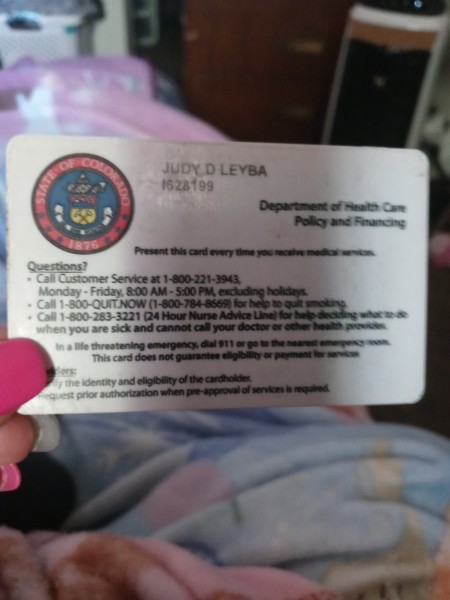 STATE OF COLORADO
1876
JUDY D LEYBA
I628199
Department of Health Care
Policy and Financing
Present this card every time you receive medical services.
Questions?
• Call Customer Service at 1-800-221-3943,
Monday - Friday, 8:00 AM - 5:00 PM, excluding holidays.
• Call 1-800-QUIT.NOW (1-800-784-8669) for help to quit smoking.
• Call 1-800-283-3221 (24 Hour Nurse Advice Line) for help deciding what to do
when you are sick and cannot call your doctor or other health provider.
In a life threatening emergency, dial 911 or go to the nearest emergency room.
This card does not guarantee eligibility or payment for services
the identity and eligibility of the cardholder.
prior authorization when pre-approval of services is required.